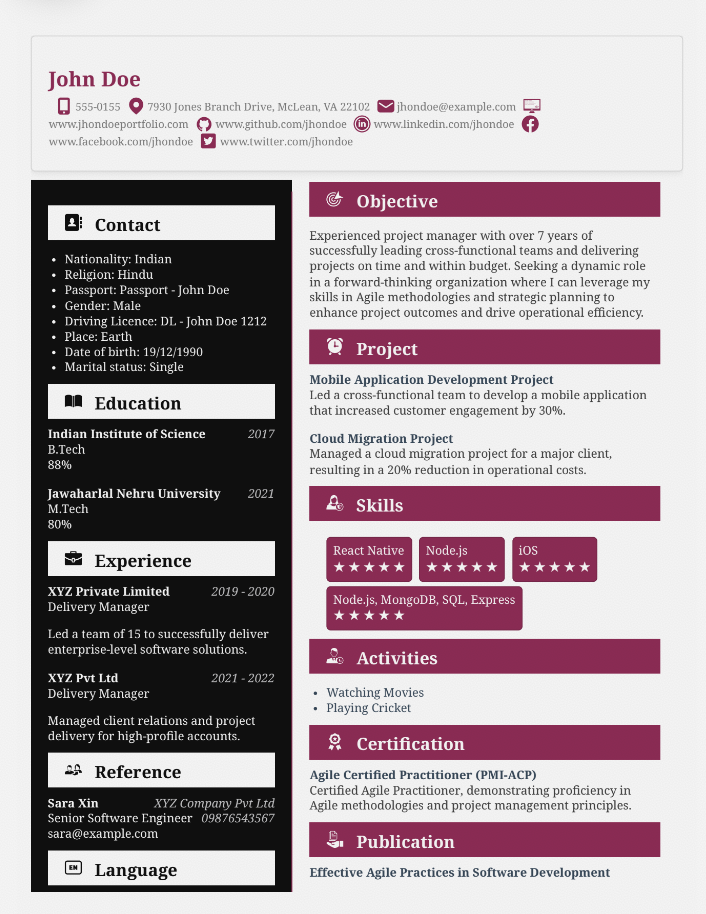 John Doe
555-0155 7930 Jones Branch Drive, McLean, VA 22102 jhondoe@example.com
www.jhondoeportfolio.com www.github.com/jhondoe www.linkedin.com/jhondoe
www.facebook.com/jhondoe www.twitter.com/jhondoe
Contact
• Nationality: Indian
• Religion: Hindu
• Passport: Passport - John Doe
• Gender: Male
• Driving Licence: DL - John Doe 1212
• Place: Earth
• Date of birth: 19/12/1990
• Marital status: Single
Education
Indian Institute of Science 2017
B.Tech
88%
Jawaharlal Nehru University 2021
M.Tech
80%
Experience
XYZ Private Limited 2019 - 2020
Delivery Manager
Led a team of 15 to successfully deliver
enterprise-level software solutions.
XYZ Pvt Ltd 2021 - 2022
Delivery Manager
Managed client relations and project
delivery for high-profile accounts.
Reference
Sara Xin XYZ Company Pvt Ltd
Senior Software Engineer 09876543567
sara@example.com
EN Language
Objective
Experienced project manager with over 7 years of
successfully leading cross-functional teams and delivering
projects on time and within budget. Seeking a dynamic role
in a forward-thinking organization where I can leverage my
skills in Agile methodologies and strategic planning to
enhance project outcomes and drive operational efficiency.
Project
Mobile Application Development Project
Led a cross-functional team to develop a mobile application
that increased customer engagement by 30%.
Cloud Migration Project
Managed a cloud migration project for a major client,
resulting in a 20% reduction in operational costs.
Skills
React Native Node.js iOS
★★★★★ ★★★★★ ★★★★★
Node.js, MongoDB, SQL, Express
★★★★★
Activities
• Watching Movies
• Playing Cricket
Certification
Agile Certified Practitioner (PMI-ACP)
Certified Agile Practitioner, demonstrating proficiency in
Agile methodologies and project management principles.
Publication
Effective Agile Practices in Software Development